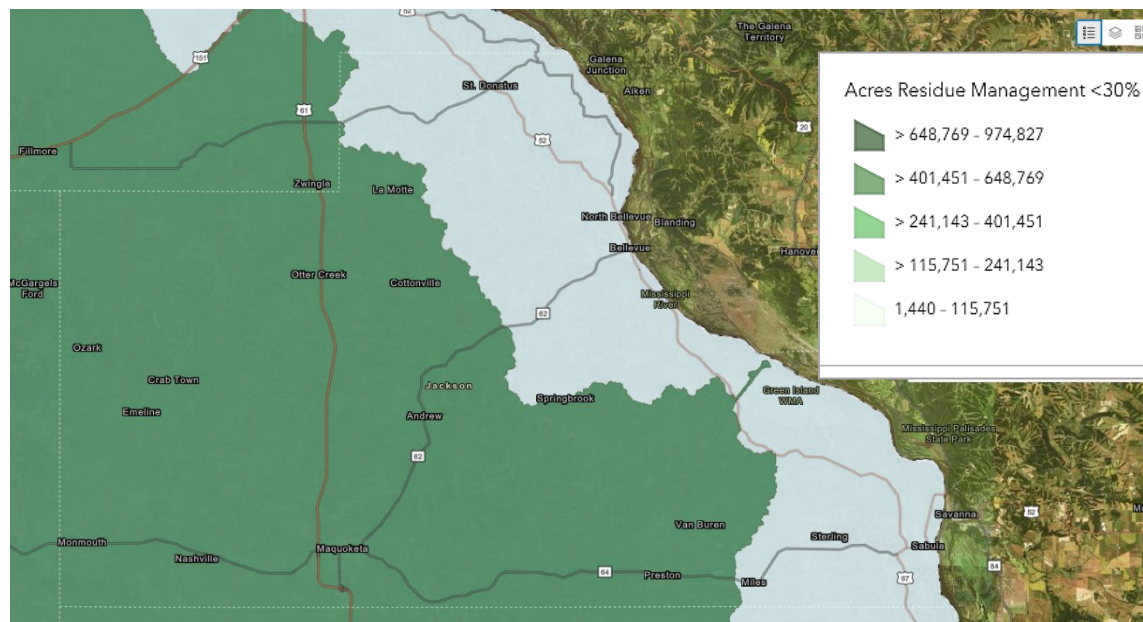 52
The Galena
Territory
151
Galena
Junction
St. Donatus
Aiken
61
20
52
Fillmore
Zwingle
La Motte
North Bellevue
Blanding
Bellevue
Hanover
Otter Creek
Cottonville
McGargels
Ford
Mississippi
River
62
Ozark
Crab Town
Jackson
Emeline
Andrew
Springbrook
Green Island
WMA
Mississippi Palisades
State Park
62
Van Buren
Savanna
52
Monmouth
Nashville
Maquoketa
Sterling
Sabula
64
Preston
Miles
67
84
Acres Residue Management <30%
> 648,769 – 974,827
> 401,451 – 648,769
> 241,143 – 401,451
> 115,751 – 241,143
1,440 – 115,751